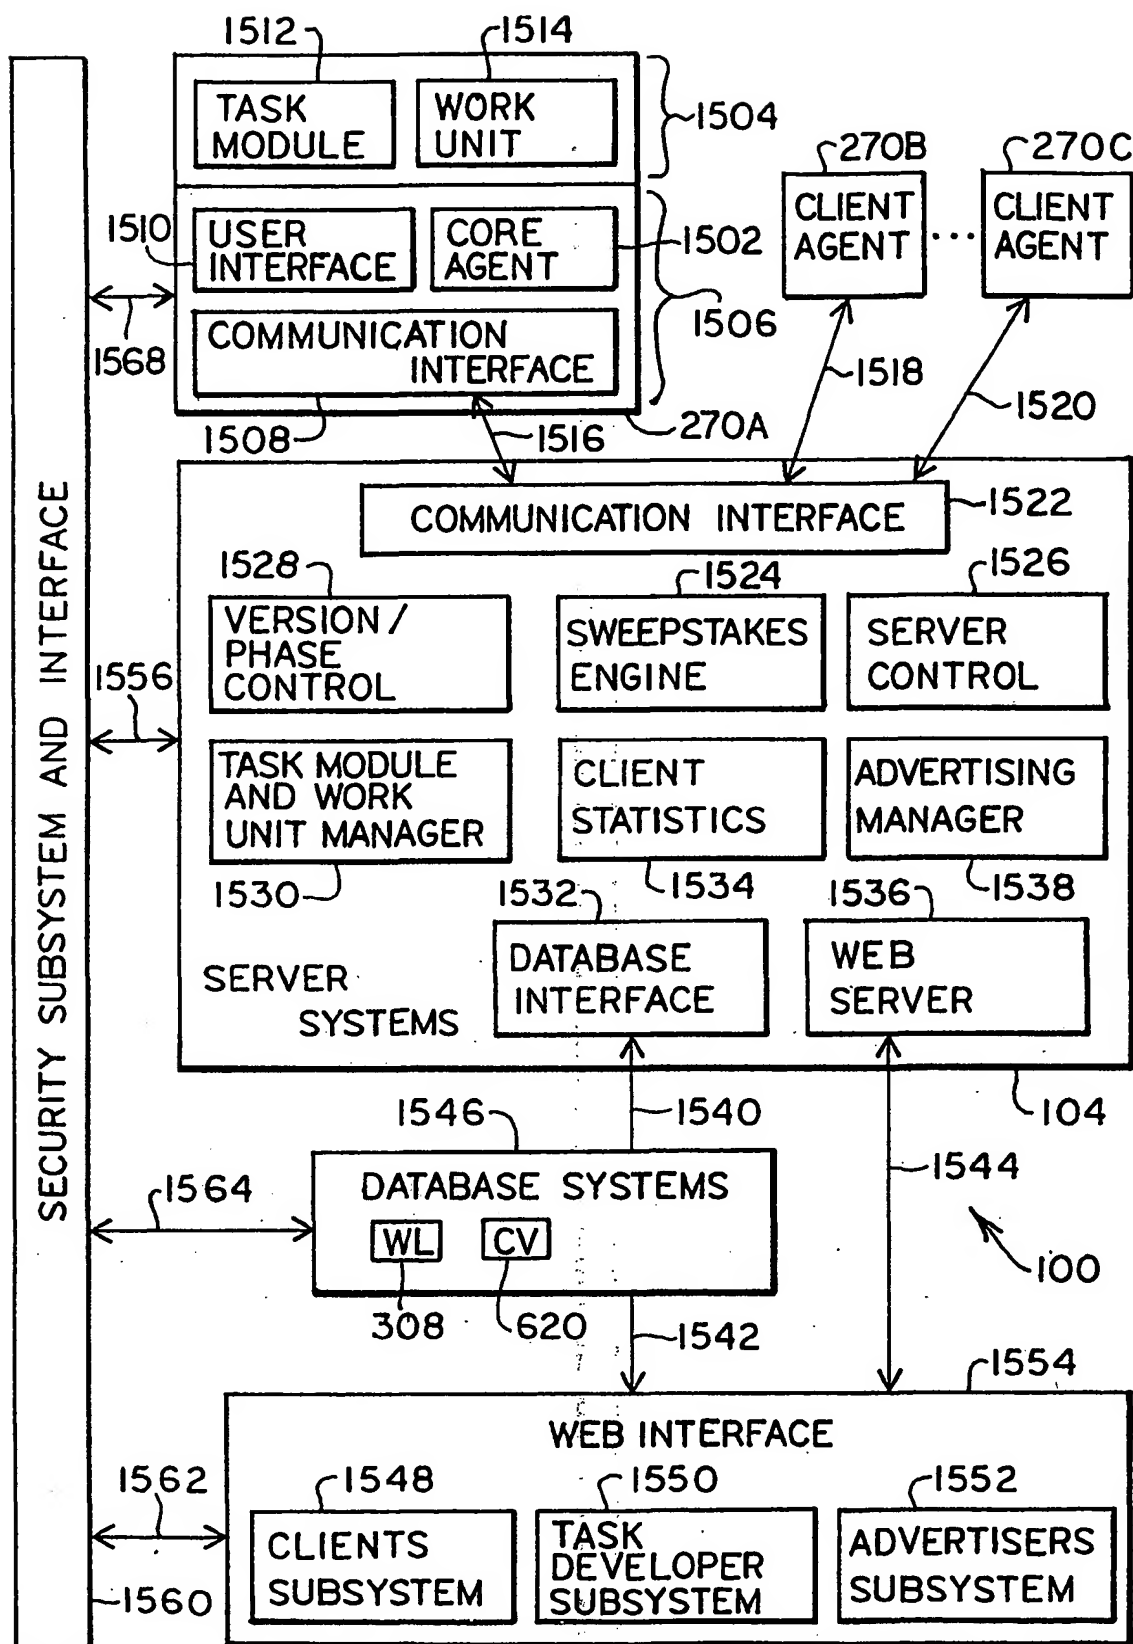 1512
1514
TASK
MODULE
WORK
UNIT
1504
270B
270C
CLIENT
AGENT
...
CLIENT
AGENT
1510
USER
INTERFACE
CORE
AGENT
1502
1506
COMMUNICATION
INTERFACE
1568
1508
1516
270A
1518
1520
SECURITY SUBSYSTEM AND INTERFACE
COMMUNICATION INTERFACE
1522
1528
1524
1526
VERSION/
PHASE
CONTROL
SWEEPSTAKES
ENGINE
SERVER
CONTROL
1556
TASK MODULE
AND WORK
UNIT MANAGER
CLIENT
STATISTICS
ADVERTISING
MANAGER
1530
1534
1538
1532
1536
SERVER
SYSTEMS
DATABASE
INTERFACE
WEB
SERVER
1546
1540
104
1544
1564
DATABASE SYSTEMS
WL
CV
308
620
1542
100
1554
WEB INTERFACE
1562
1548
1550
1552
CLIENTS
SUBSYSTEM
TASK
DEVELOPER
SUBSYSTEM
ADVERTISERS
SUBSYSTEM
1560